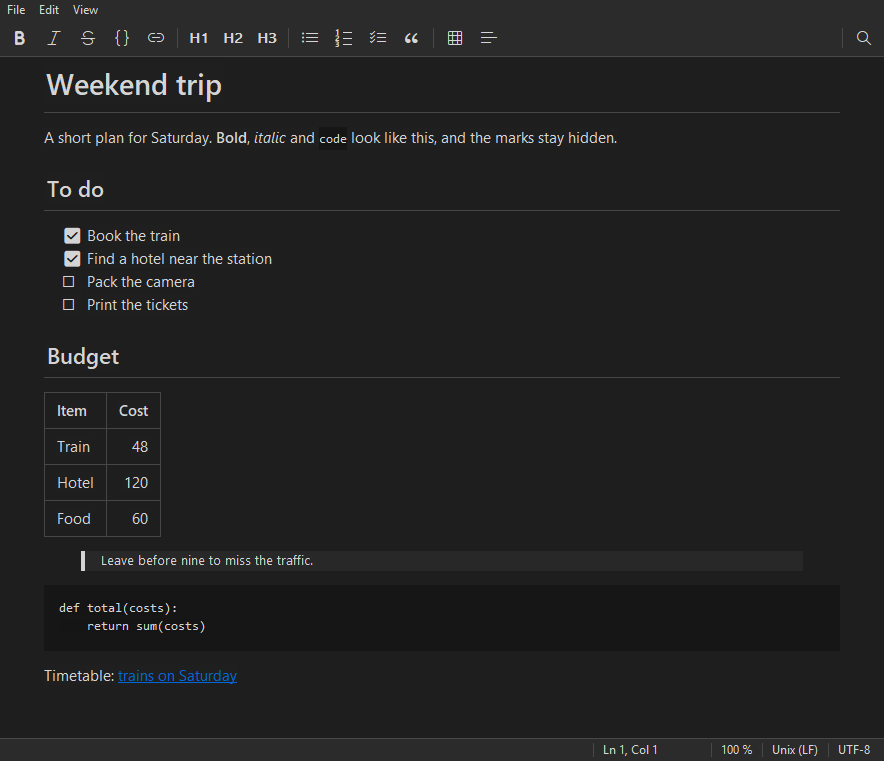 File Edit View
B I S {} H1 H2 H3
Weekend trip
A short plan for Saturday. Bold, italic and code look like this, and the marks stay hidden.
To do
Book the train
Find a hotel near the station
Pack the camera
Print the tickets
Budget
Item Cost
Train 48
Hotel 120
Food 60
Leave before nine to miss the traffic.
def total(costs):
    return sum(costs)
Timetable: trains on Saturday
Ln 1, Col 1 100 % Unix (LF) UTF-8